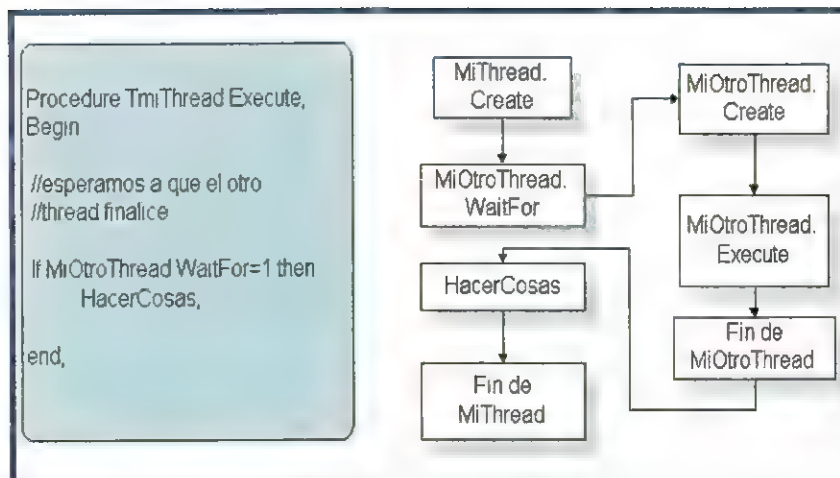 Procedure TmiThread Execute,
Begin
//esperamos a que el otro
//thread finalice
If MiOtroThread WaitFor=1 then
HacerCosas,
end,
MiThread.
Create
MiOtroThread.
WaitFor
HacerCosas
Fin de
MiThread
MiOtroThread.
Create
MiOtroThread.
Execute
Fin de
MiOtroThread